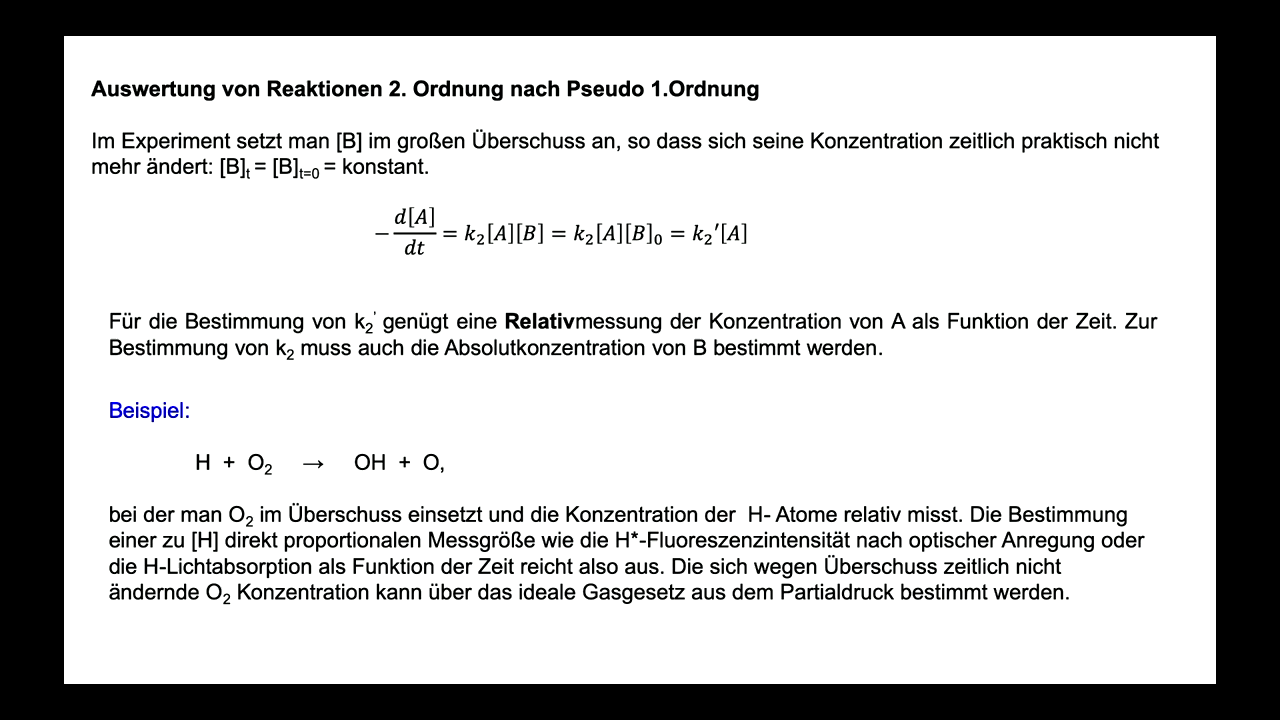 Auswertung von Reaktionen 2. Ordnung nach Pseudo 1.Ordnung
Im Experiment setzt man [B] im großen Überschuss an, so dass sich seine Konzentration zeitlich praktisch nicht
mehr ändert: [B]t = [B]t=0 = konstant.
− d[A]/dt = k₂[A][B] = k₂[A][B]₀ = k₂′[A]
Für die Bestimmung von k₂' genügt eine Relativmessung der Konzentration von A als Funktion der Zeit. Zur
Bestimmung von k₂ muss auch die Absolutkonzentration von B bestimmt werden.
Beispiel:
H + O₂ → OH + O,
bei der man O₂ im Überschuss einsetzt und die Konzentration der H- Atome relativ misst. Die Bestimmung
einer zu [H] direkt proportionalen Messgröße wie die H*-Fluoreszenzintensität nach optischer Anregung oder
die H-Lichtabsorption als Funktion der Zeit reicht also aus. Die sich wegen Überschuss zeitlich nicht
ändernde O₂ Konzentration kann über das ideale Gasgesetz aus dem Partialdruck bestimmt werden.